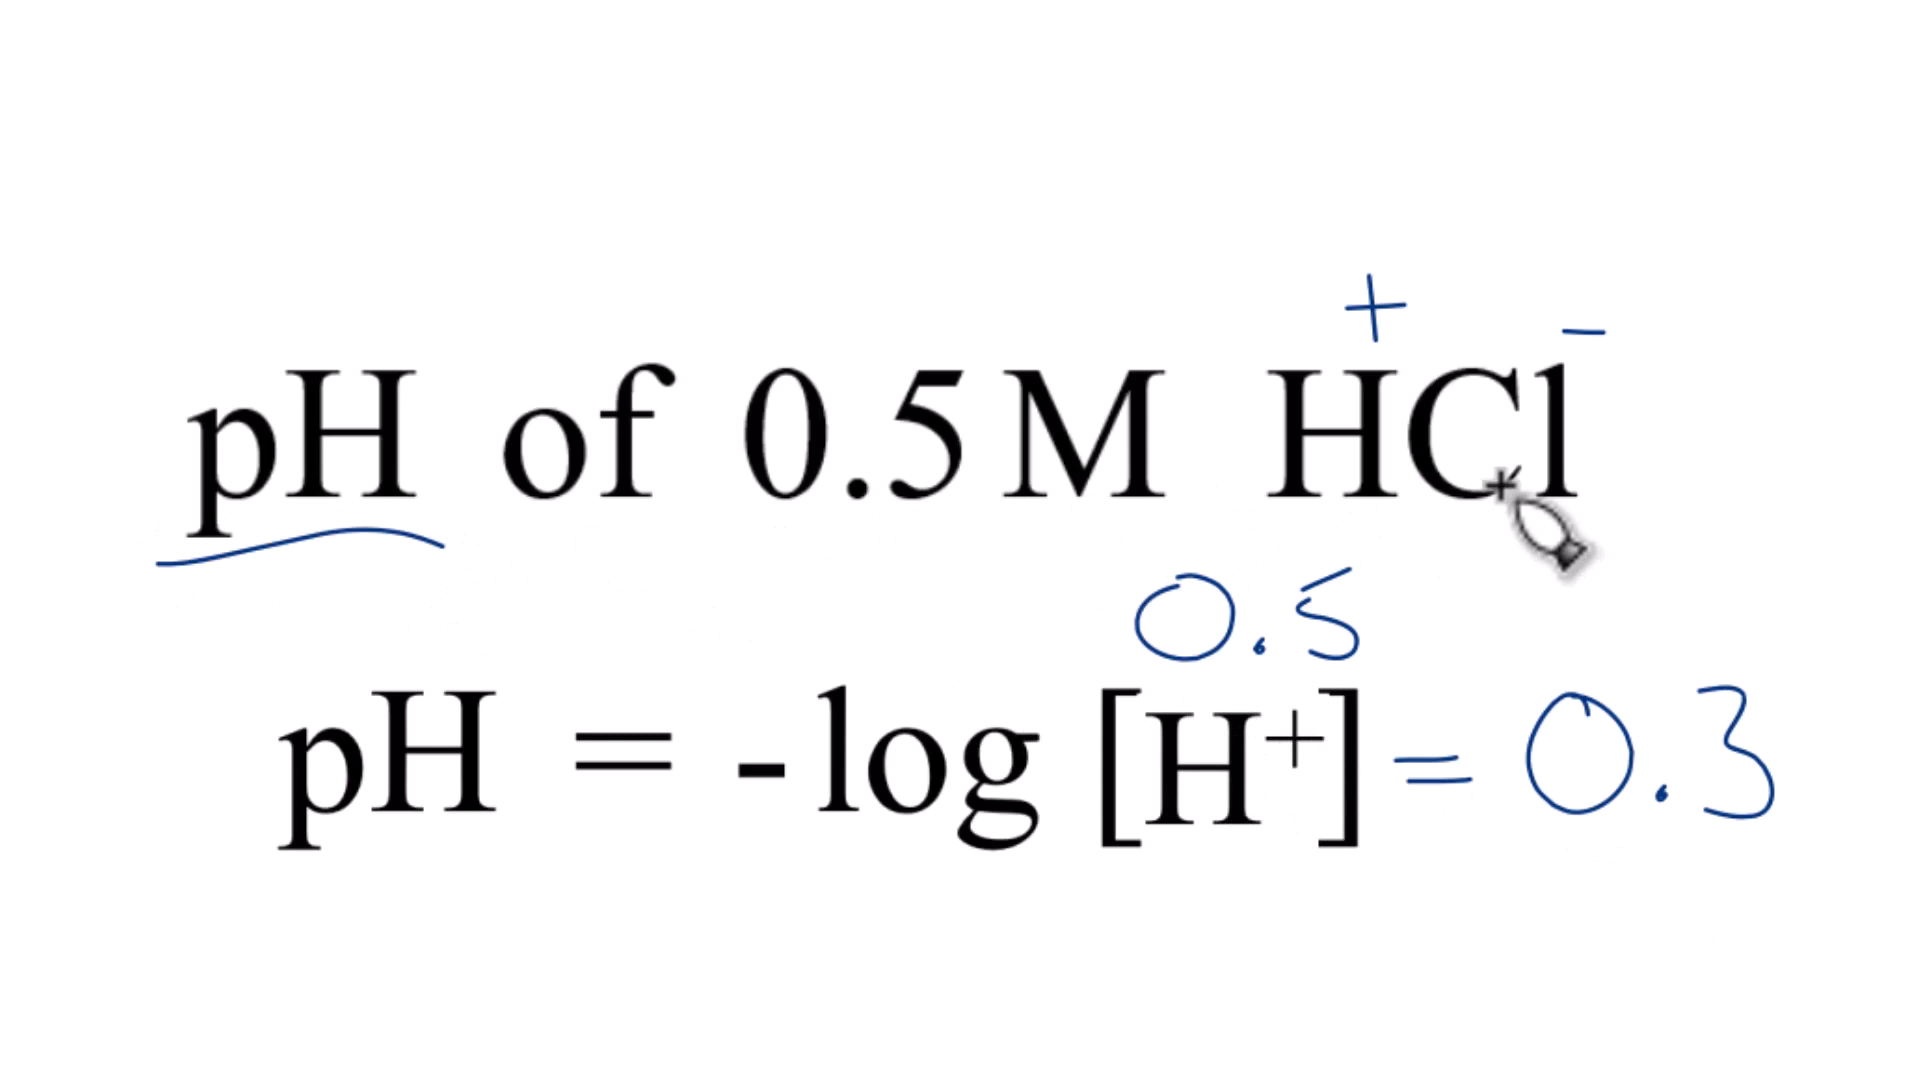 + -
pH of 0.5 M HCl
0.5
pH = -log [H⁺] = 0.3